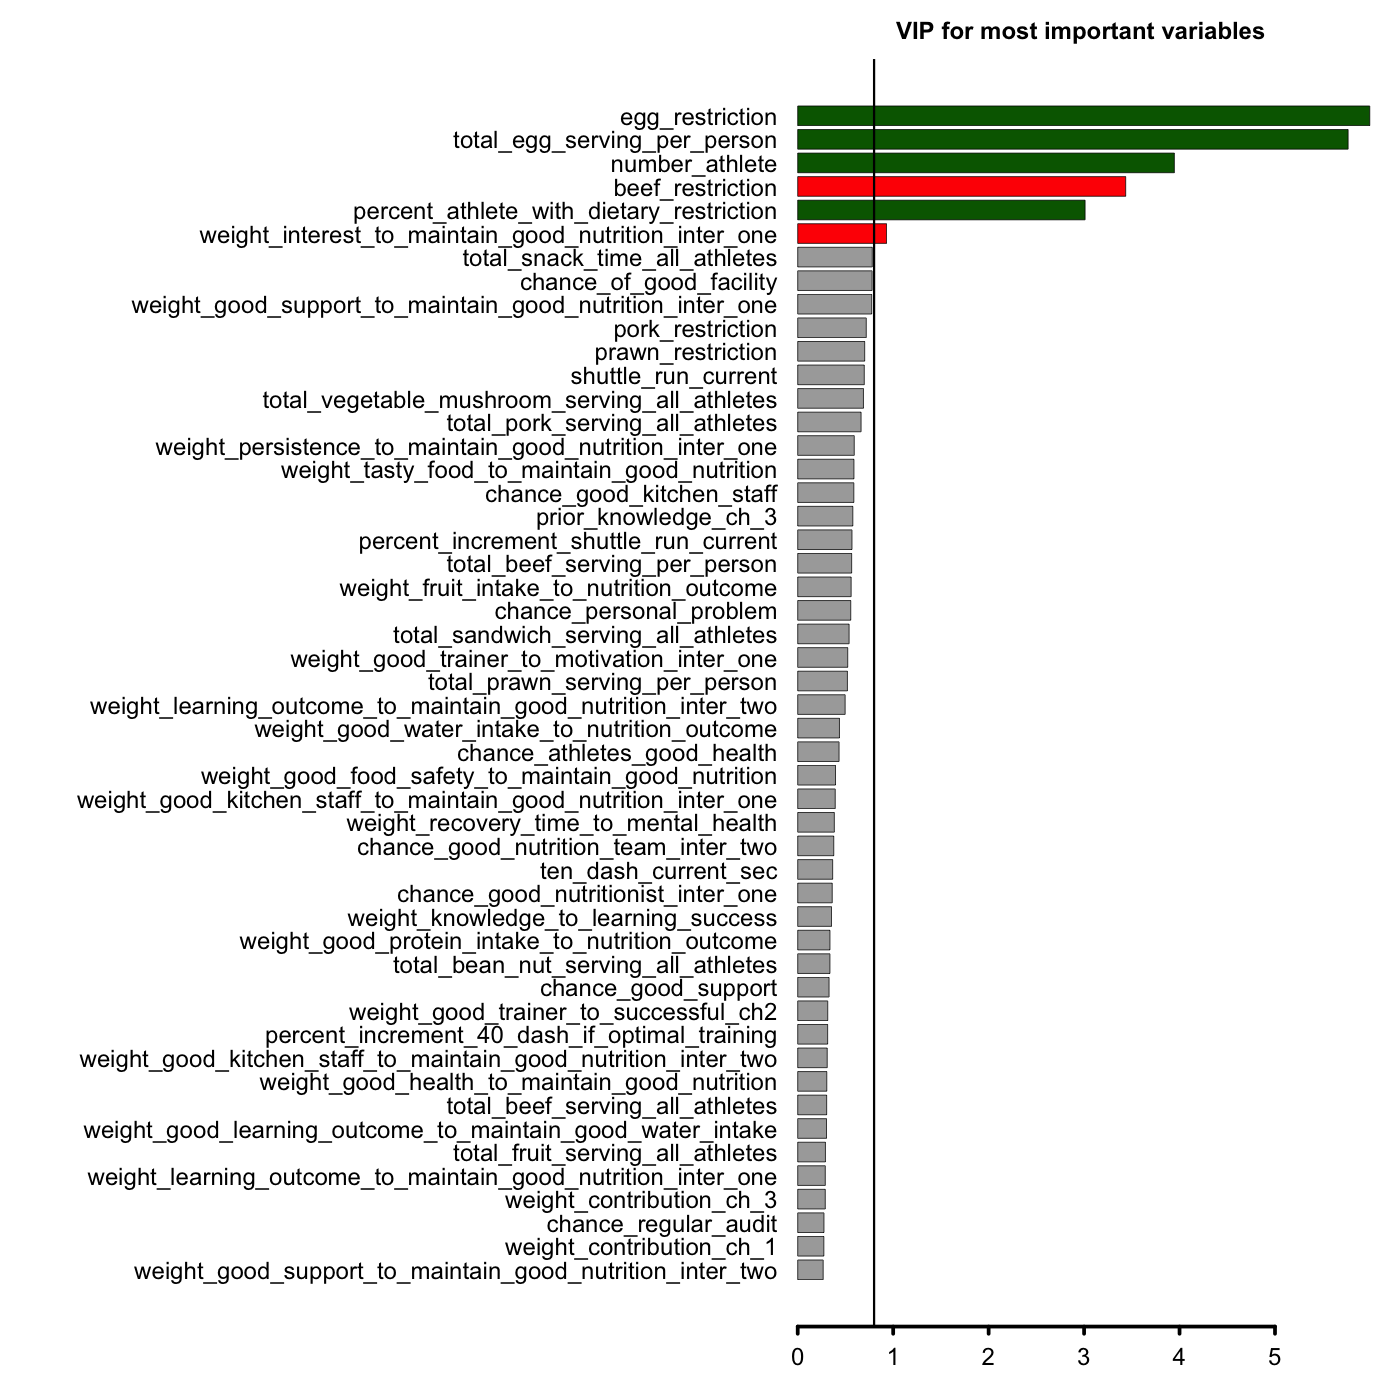 VIP for most important variables
egg_restriction
total_egg_serving_per_person
number_athlete
beef_restriction
percent_athlete_with_dietary_restriction
weight_interest_to_maintain_good_nutrition_inter_one
total_snack_time_all_athletes
chance_of_good_facility
weight_good_support_to_maintain_good_nutrition_inter_one
pork_restriction
prawn_restriction
shuttle_run_current
total_vegetable_mushroom_serving_all_athletes
total_pork_serving_all_athletes
weight_persistence_to_maintain_good_nutrition_inter_one
weight_tasty_food_to_maintain_good_nutrition
chance_good_kitchen_staff
prior_knowledge_ch_3
percent_increment_shuttle_run_current
total_beef_serving_per_person
weight_fruit_intake_to_nutrition_outcome
chance_personal_problem
total_sandwich_serving_all_athletes
weight_good_trainer_to_motivation_inter_one
total_prawn_serving_per_person
weight_learning_outcome_to_maintain_good_nutrition_inter_two
weight_good_water_intake_to_nutrition_outcome
chance_athletes_good_health
weight_good_food_safety_to_maintain_good_nutrition
weight_good_kitchen_staff_to_maintain_good_nutrition_inter_one
weight_recovery_time_to_mental_health
chance_good_nutrition_team_inter_two
ten_dash_current_sec
chance_good_nutritionist_inter_one
weight_knowledge_to_learning_success
weight_good_protein_intake_to_nutrition_outcome
total_bean_nut_serving_all_athletes
chance_good_support
weight_good_trainer_to_successful_ch2
percent_increment_40_dash_if_optimal_training
weight_good_kitchen_staff_to_maintain_good_nutrition_inter_two
weight_good_health_to_maintain_good_nutrition
total_beef_serving_all_athletes
weight_good_learning_outcome_to_maintain_good_water_intake
total_fruit_serving_all_athletes
weight_learning_outcome_to_maintain_good_nutrition_inter_one
weight_contribution_ch_3
chance_regular_audit
weight_contribution_ch_1
weight_good_support_to_maintain_good_nutrition_inter_two
0 1 2 3 4 5